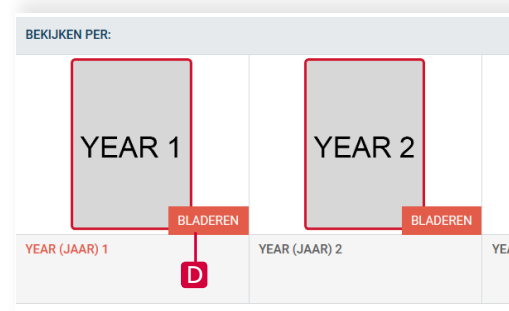 BEKIJKEN PER:
YEAR 1
YEAR 2
BLADEREN
BLADEREN
YEAR (JAAR) 1
YEAR (JAAR) 2
D